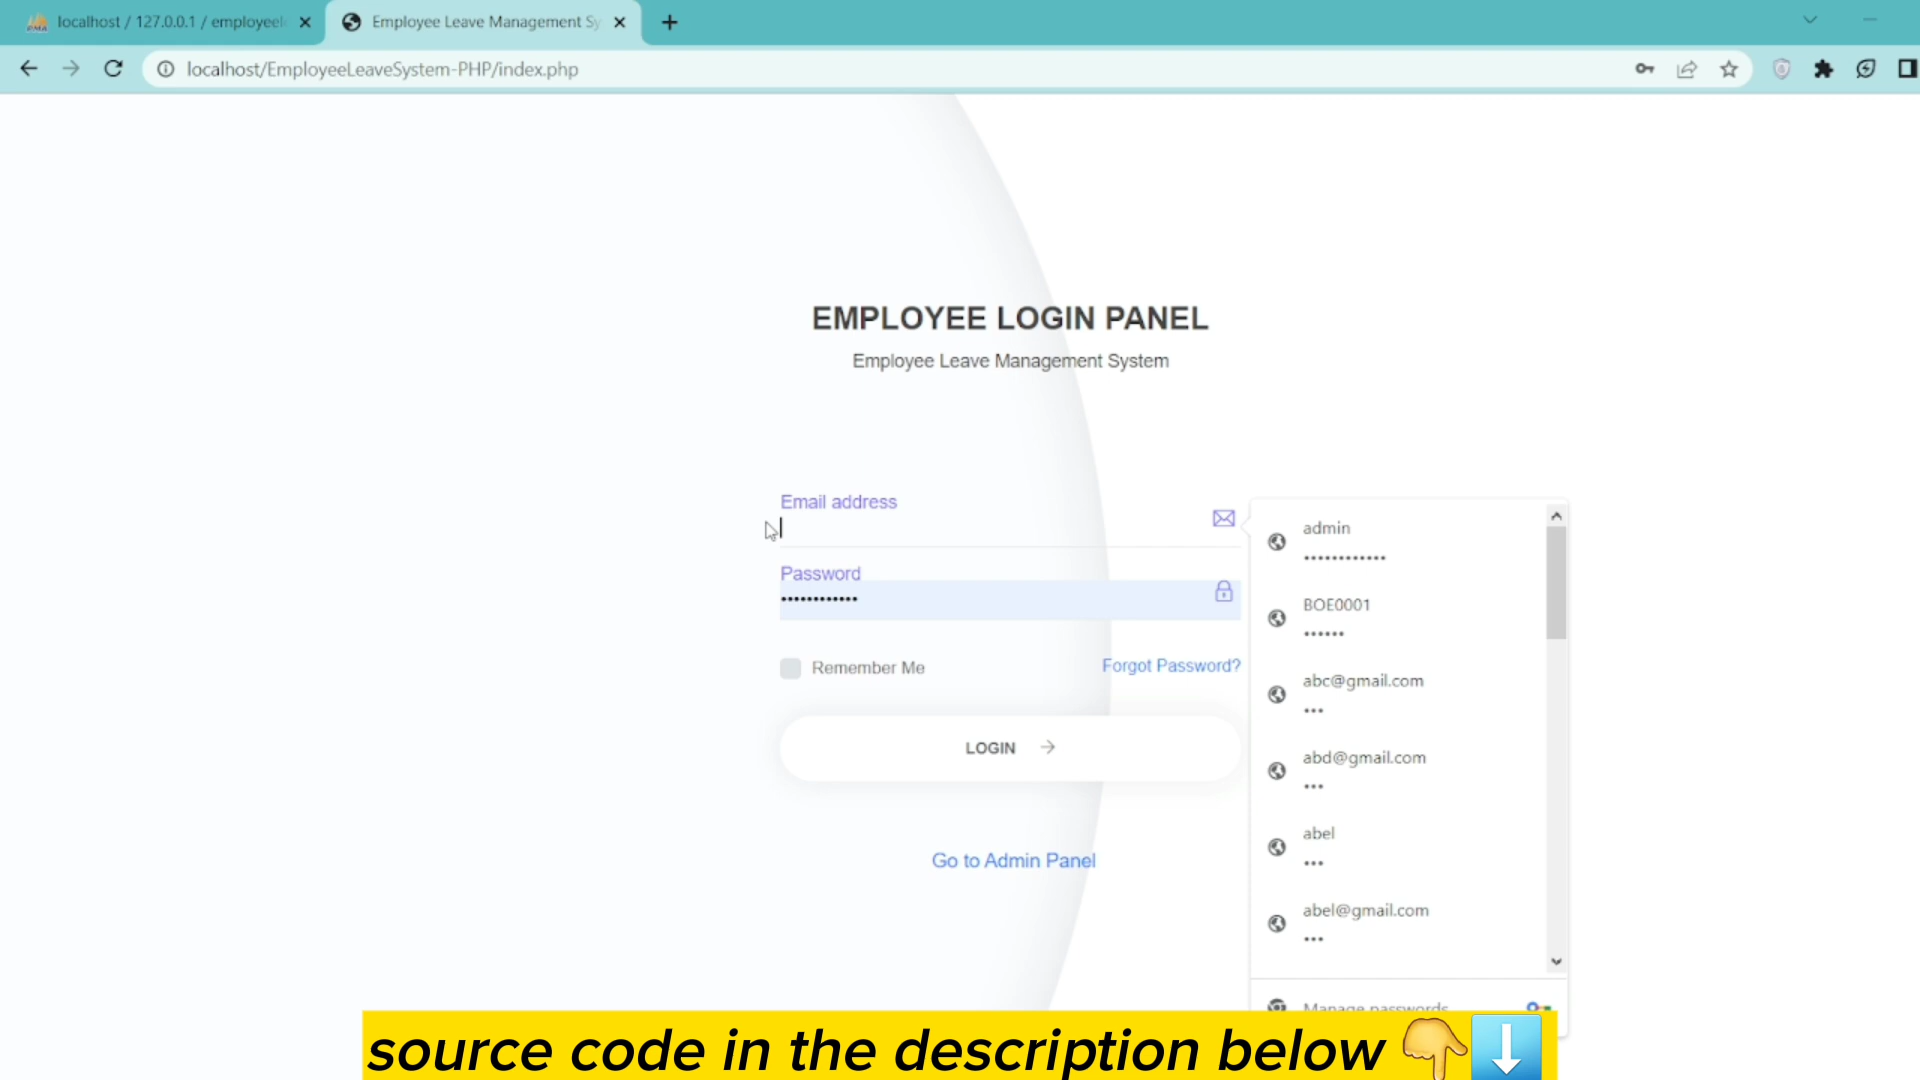 localhost / 127.0.0.1 / employeel
Employee Leave Management Sy
localhost/EmployeeLeaveSystem-PHP/index.php
EMPLOYEE LOGIN PANEL
Employee Leave Management System
Email address
Password
••••••••••••
Remember Me
Forgot Password?
LOGIN
Go to Admin Panel
admin
••••••••••••
BOE0001
••••••
abc@gmail.com
•••
abd@gmail.com
•••
abel
•••
abel@gmail.com
•••
Manage passwords
source code in the description below 👇⬇️